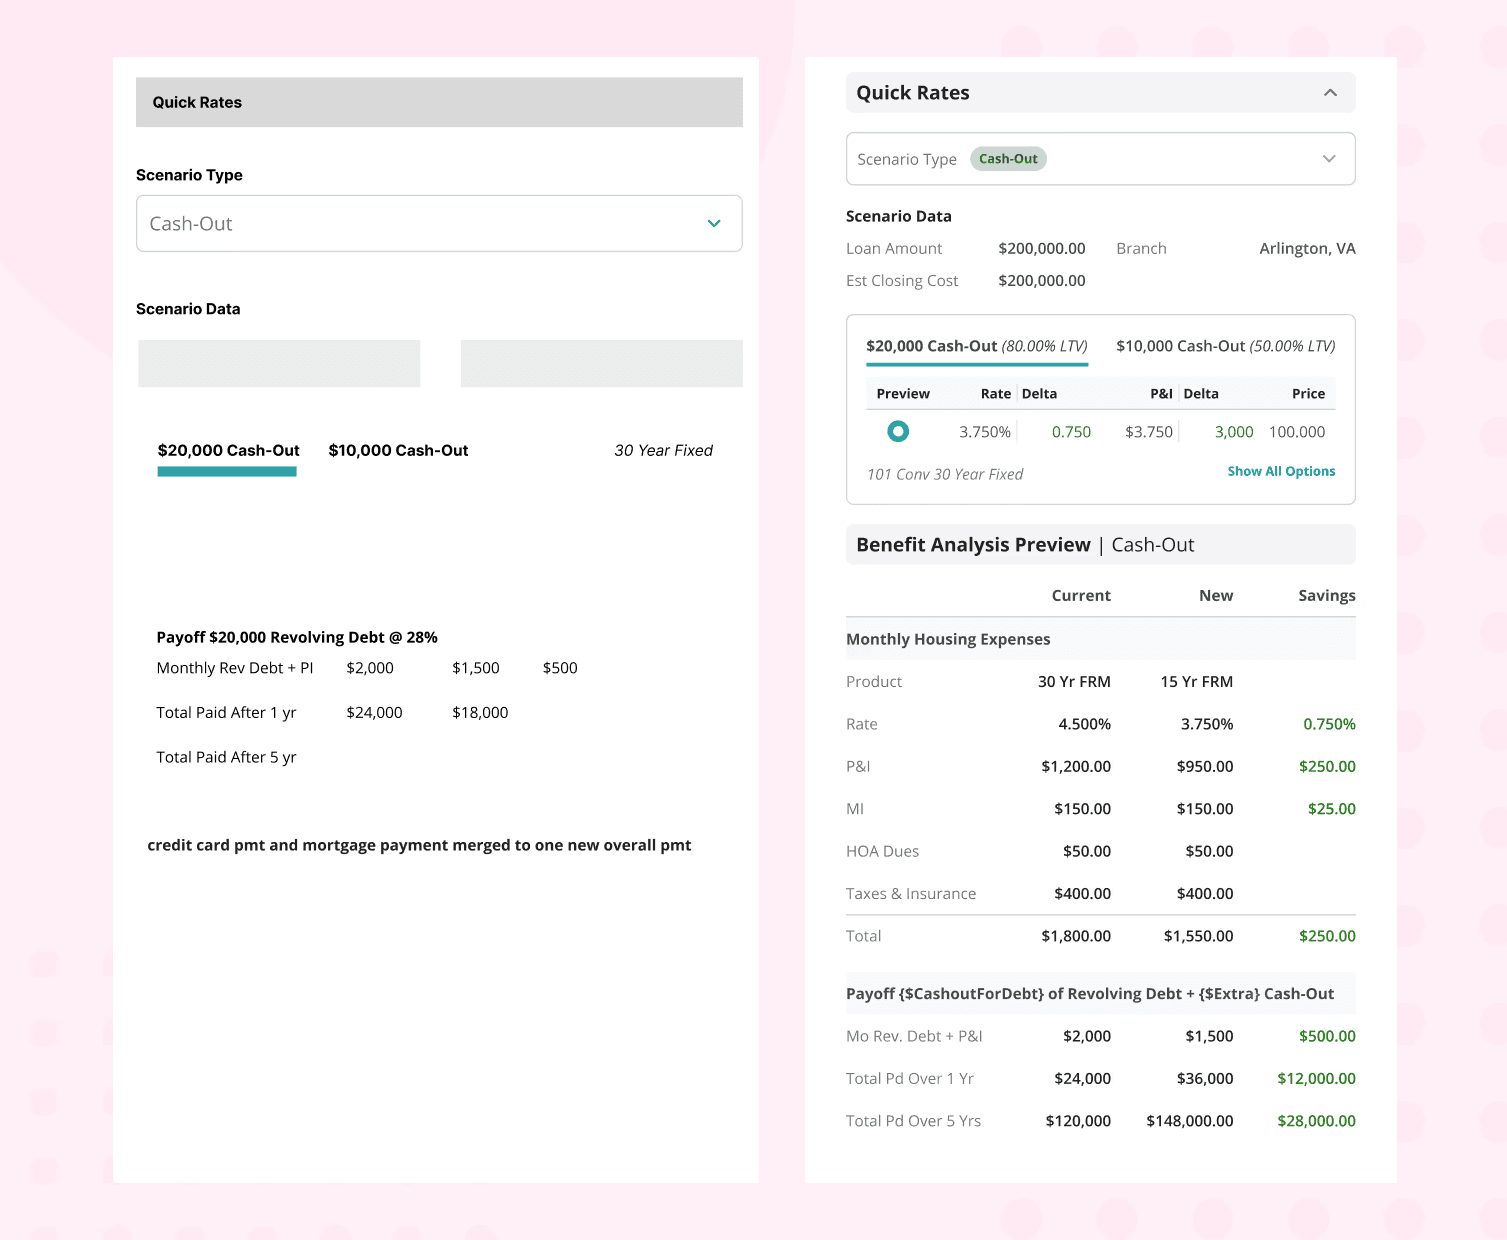 Quick Rates
Scenario Type
Cash-Out
Scenario Data
$20,000 Cash-Out $10,000 Cash-Out 30 Year Fixed
Payoff $20,000 Revolving Debt @ 28%
Monthly Rev Debt + PI $2,000 $1,500 $500
Total Paid After 1 yr $24,000 $18,000
Total Paid After 5 yr
credit card pmt and mortgage payment merged to one new overall pmt
Quick Rates
Scenario Type Cash-Out
Scenario Data
Loan Amount $200,000.00 Branch Arlington, VA
Est Closing Cost $200,000.00
$20,000 Cash-Out (80.00% LTV) $10,000 Cash-Out (50.00% LTV)
Preview Rate Delta P&I Delta Price
3.750% 0.750 $3.750 3,000 100.000
101 Conv 30 Year Fixed Show All Options
Benefit Analysis Preview | Cash-Out
Current New Savings
Monthly Housing Expenses
Product 30 Yr FRM 15 Yr FRM
Rate 4.500% 3.750% 0.750%
P&I $1,200.00 $950.00 $250.00
MI $150.00 $150.00 $25.00
HOA Dues $50.00 $50.00
Taxes & Insurance $400.00 $400.00
Total $1,800.00 $1,550.00 $250.00
Payoff {$CashoutForDebt} of Revolving Debt + {$Extra} Cash-Out
Mo Rev. Debt + P&I $2,000 $1,500 $500.00
Total Pd Over 1 Yr $24,000 $36,000 $12,000.00
Total Pd Over 5 Yrs $120,000 $148,000.00 $28,000.00